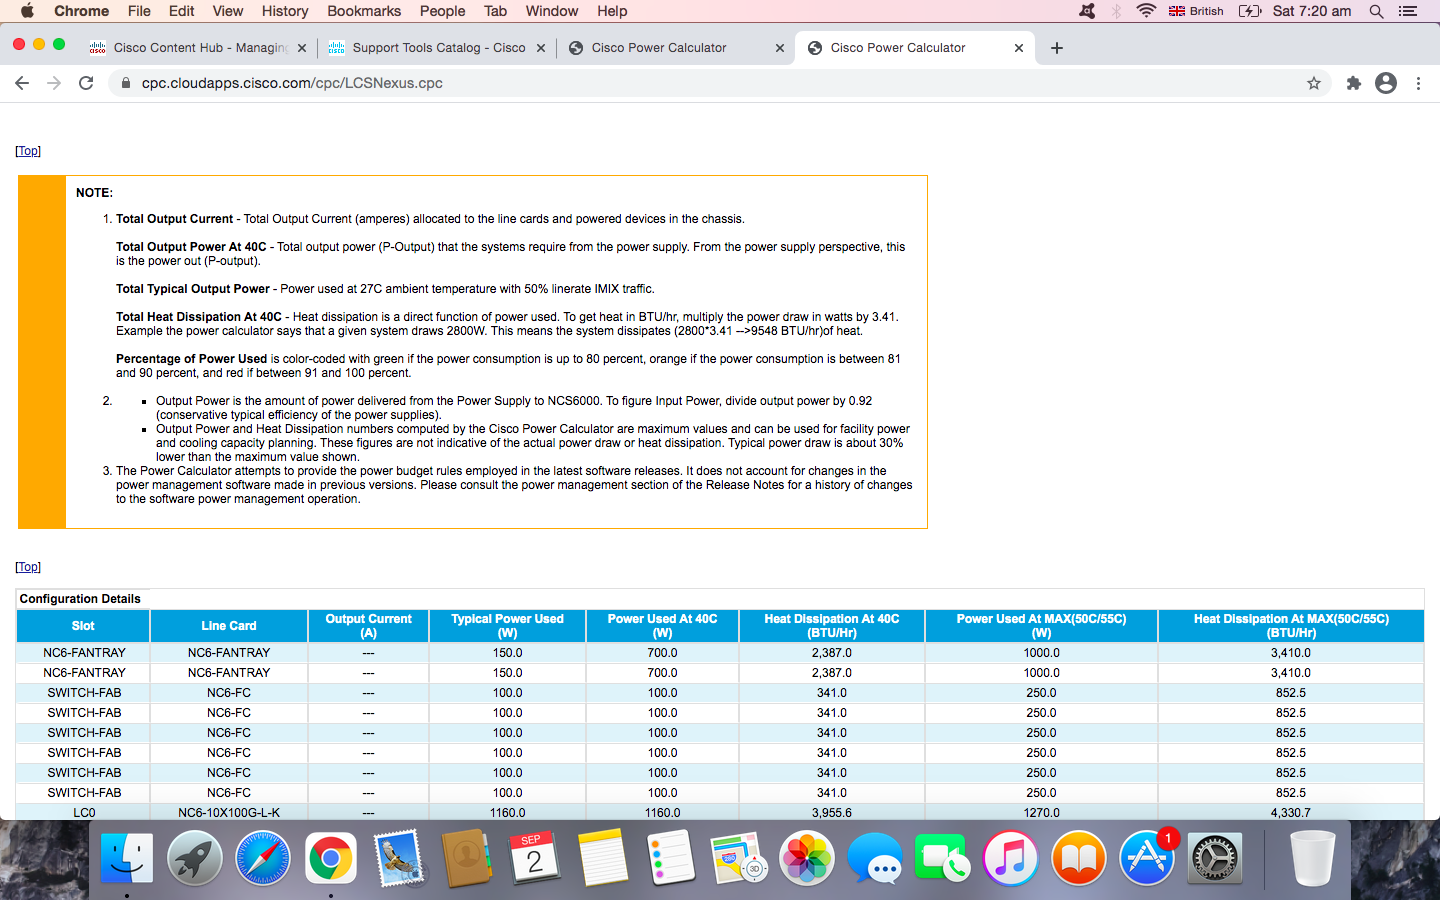 Chrome File Edit View History Bookmarks People Tab Window Help British Sat 7:20 am
Cisco Content Hub - Managing Support Tools Catalog - Cisco Cisco Power Calculator Cisco Power Calculator
cpc.cloudapps.cisco.com/cpc/LCSNexus.cpc
[Top]
NOTE:
1. Total Output Current - Total Output Current (amperes) allocated to the line cards and powered devices in the chassis.
Total Output Power At 40C - Total output power (P-Output) that the systems require from the power supply. From the power supply perspective, this
is the power out (P-output).
Total Typical Output Power - Power used at 27C ambient temperature with 50% linerate IMIX traffic.
Total Heat Dissipation At 40C - Heat dissipation is a direct function of power used. To get heat in BTU/hr, multiply the power draw in watts by 3.41.
Example the power calculator says that a given system draws 2800W. This means the system dissipates (2800*3.41 -->9548 BTU/hr)of heat.
Percentage of Power Used is color-coded with green if the power consumption is up to 80 percent, orange if the power consumption is between 81
and 90 percent, and red if between 91 and 100 percent.
2. ▪ Output Power is the amount of power delivered from the Power Supply to NCS6000. To figure Input Power, divide output power by 0.92
(conservative typical efficiency of the power supplies).
▪ Output Power and Heat Dissipation numbers computed by the Cisco Power Calculator are maximum values and can be used for facility power
and cooling capacity planning. These figures are not indicative of the actual power draw or heat dissipation. Typical power draw is about 30%
lower than the maximum value shown.
3. The Power Calculator attempts to provide the power budget rules employed in the latest software releases. It does not account for changes in the
power management software made in previous versions. Please consult the power management section of the Release Notes for a history of changes
to the software power management operation.
[Top]
Configuration Details
Slot Line Card Output Current (A) Typical Power Used (W) Power Used At 40C (W) Heat Dissipation At 40C (BTU/Hr) Power Used At MAX(50C/55C) (W) Heat Dissipation At MAX(50C/55C) (BTU/Hr)
NC6-FANTRAY NC6-FANTRAY --- 150.0 700.0 2,387.0 1000.0 3,410.0
NC6-FANTRAY NC6-FANTRAY --- 150.0 700.0 2,387.0 1000.0 3,410.0
SWITCH-FAB NC6-FC --- 100.0 100.0 341.0 250.0 852.5
SWITCH-FAB NC6-FC --- 100.0 100.0 341.0 250.0 852.5
SWITCH-FAB NC6-FC --- 100.0 100.0 341.0 250.0 852.5
SWITCH-FAB NC6-FC --- 100.0 100.0 341.0 250.0 852.5
SWITCH-FAB NC6-FC --- 100.0 100.0 341.0 250.0 852.5
SWITCH-FAB NC6-FC --- 100.0 100.0 341.0 250.0 852.5
LC0 NC6-10X100G-L-K --- 1160.0 1160.0 3,955.6 1270.0 4,330.7
SEP
2
280
3D
1